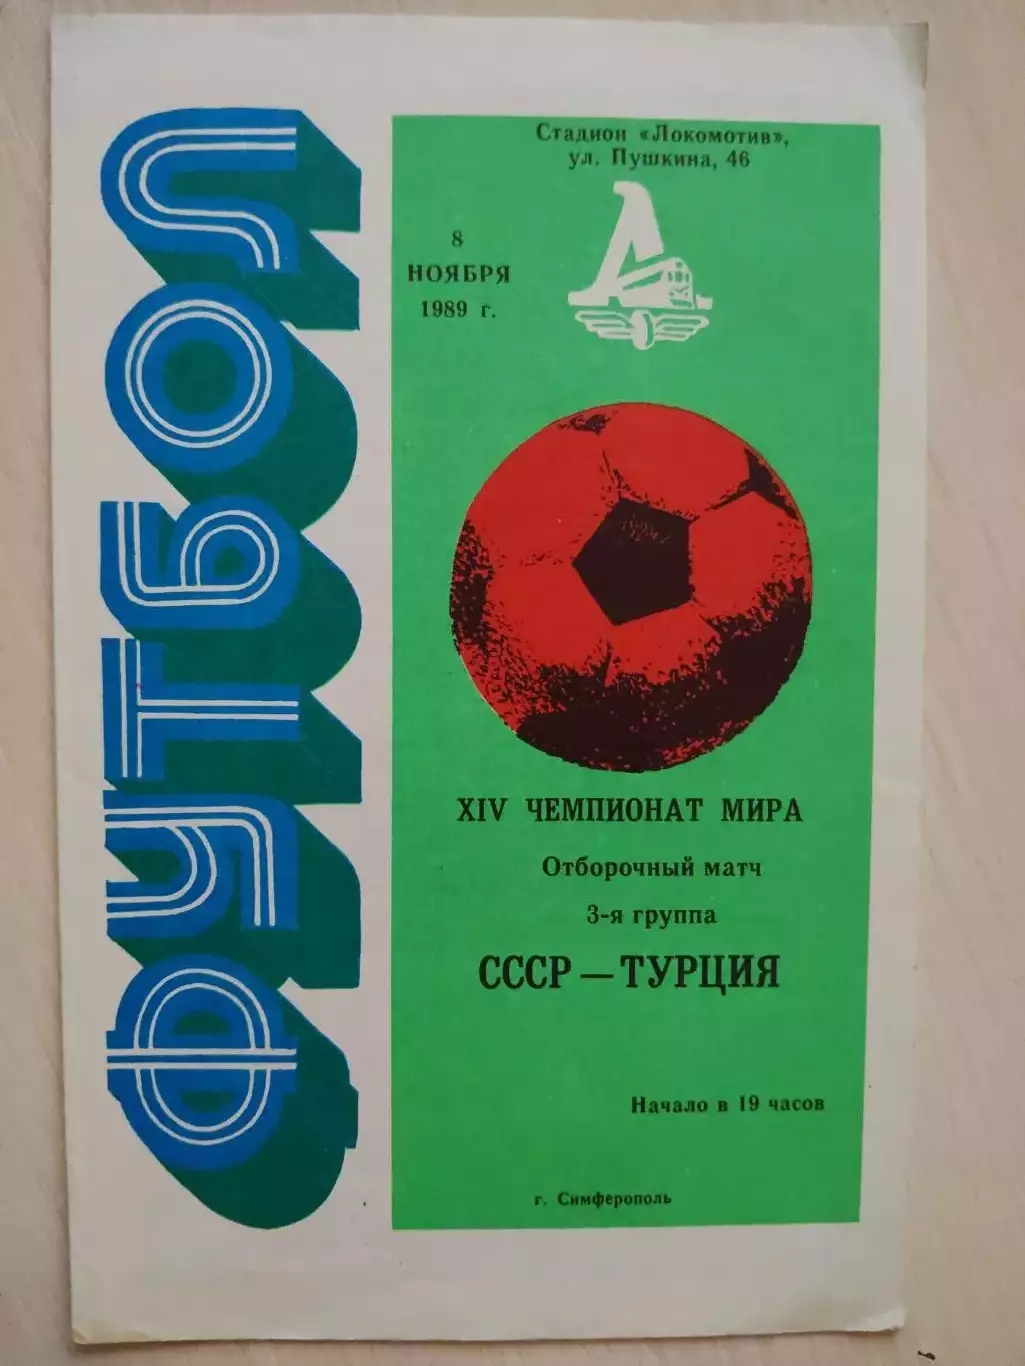 ФУТБОЛ
Стадион «Локомотив»,
ул. Пушкина, 46
8
НОЯБРЯ
1989 г.
XIV ЧЕМПИОНАТ МИРА
Отборочный матч
3-я группа
СССР — ТУРЦИЯ
Начало в 19 часов
г. Симферополь